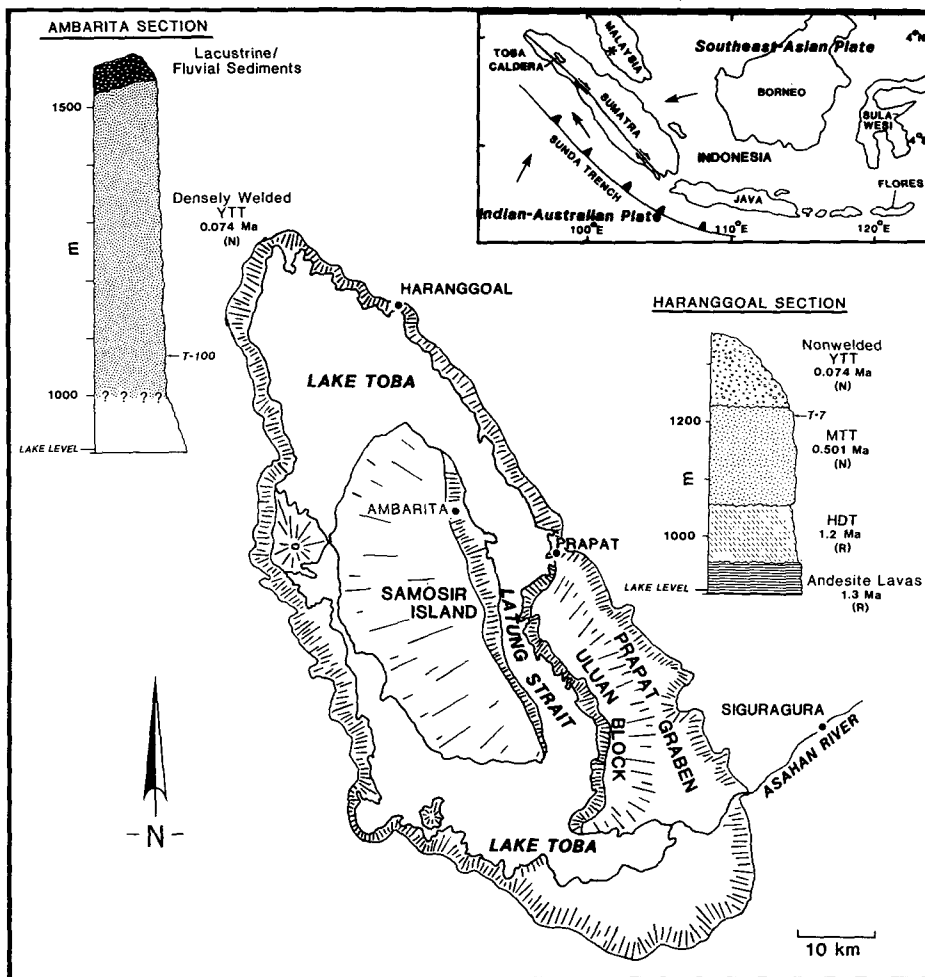 AMBARITA SECTION
Lacustrine/
Fluvial Sediments
1500
Densely Welded
YTT
0.074 Ma
(N)
m
T-100
1000
? ? ? ?
LAKE LEVEL
TOBA
CALDERA
MALAYSIA
*
Southeast-Asian Plate
4°N
SUMATRA
BORNEO
SULA-
WESI
4°
SUNDA TRENCH
INDONESIA
JAVA
FLORES
Indian-Australian Plate
100°E
110°E
120°E
HARANGGOAL
LAKE TOBA
AMBARITA
PRAPAT
SAMOSIR
ISLAND
LATUNG STRAIT
ULUAN
BLOCK
PRAPAT GRABEN
SIGURAGURA
ASAHAN RIVER
LAKE TOBA
HARANGGOAL SECTION
Nonwelded
YTT
0.074 Ma
(N)
T-7
1200
MTT
0.501 Ma
(N)
m
HDT
1.2 Ma
(R)
1000
Andesite Lavas
1.3 Ma
(R)
LAKE LEVEL
-N-
10 km